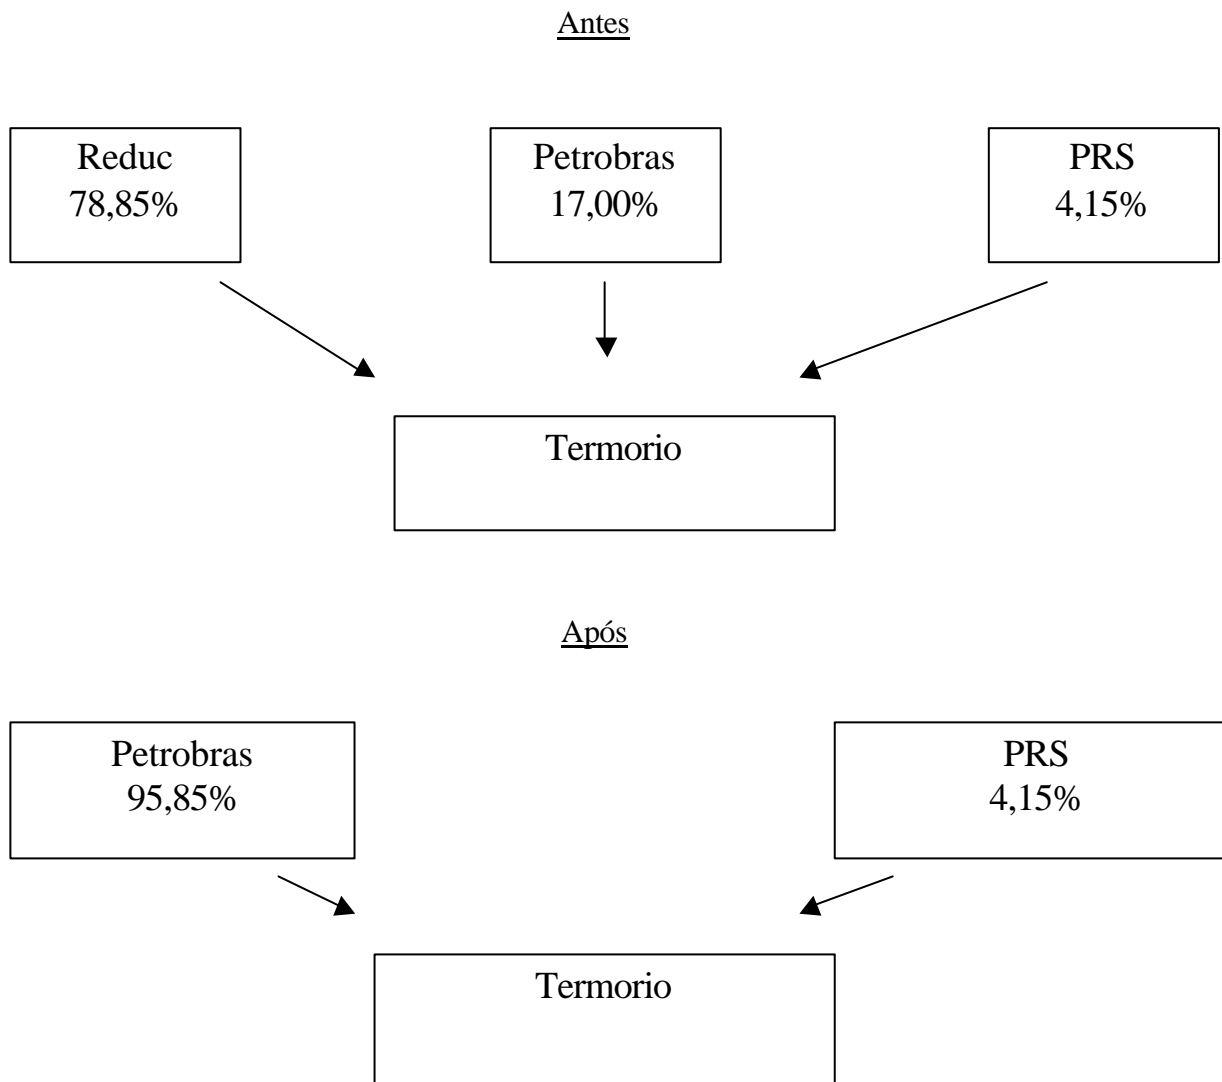 Antes
Reduc
78,85%
Petrobras
17,00%
PRS
4,15%
Termorio
Após
Petrobras
95,85%
PRS
4,15%
Termorio